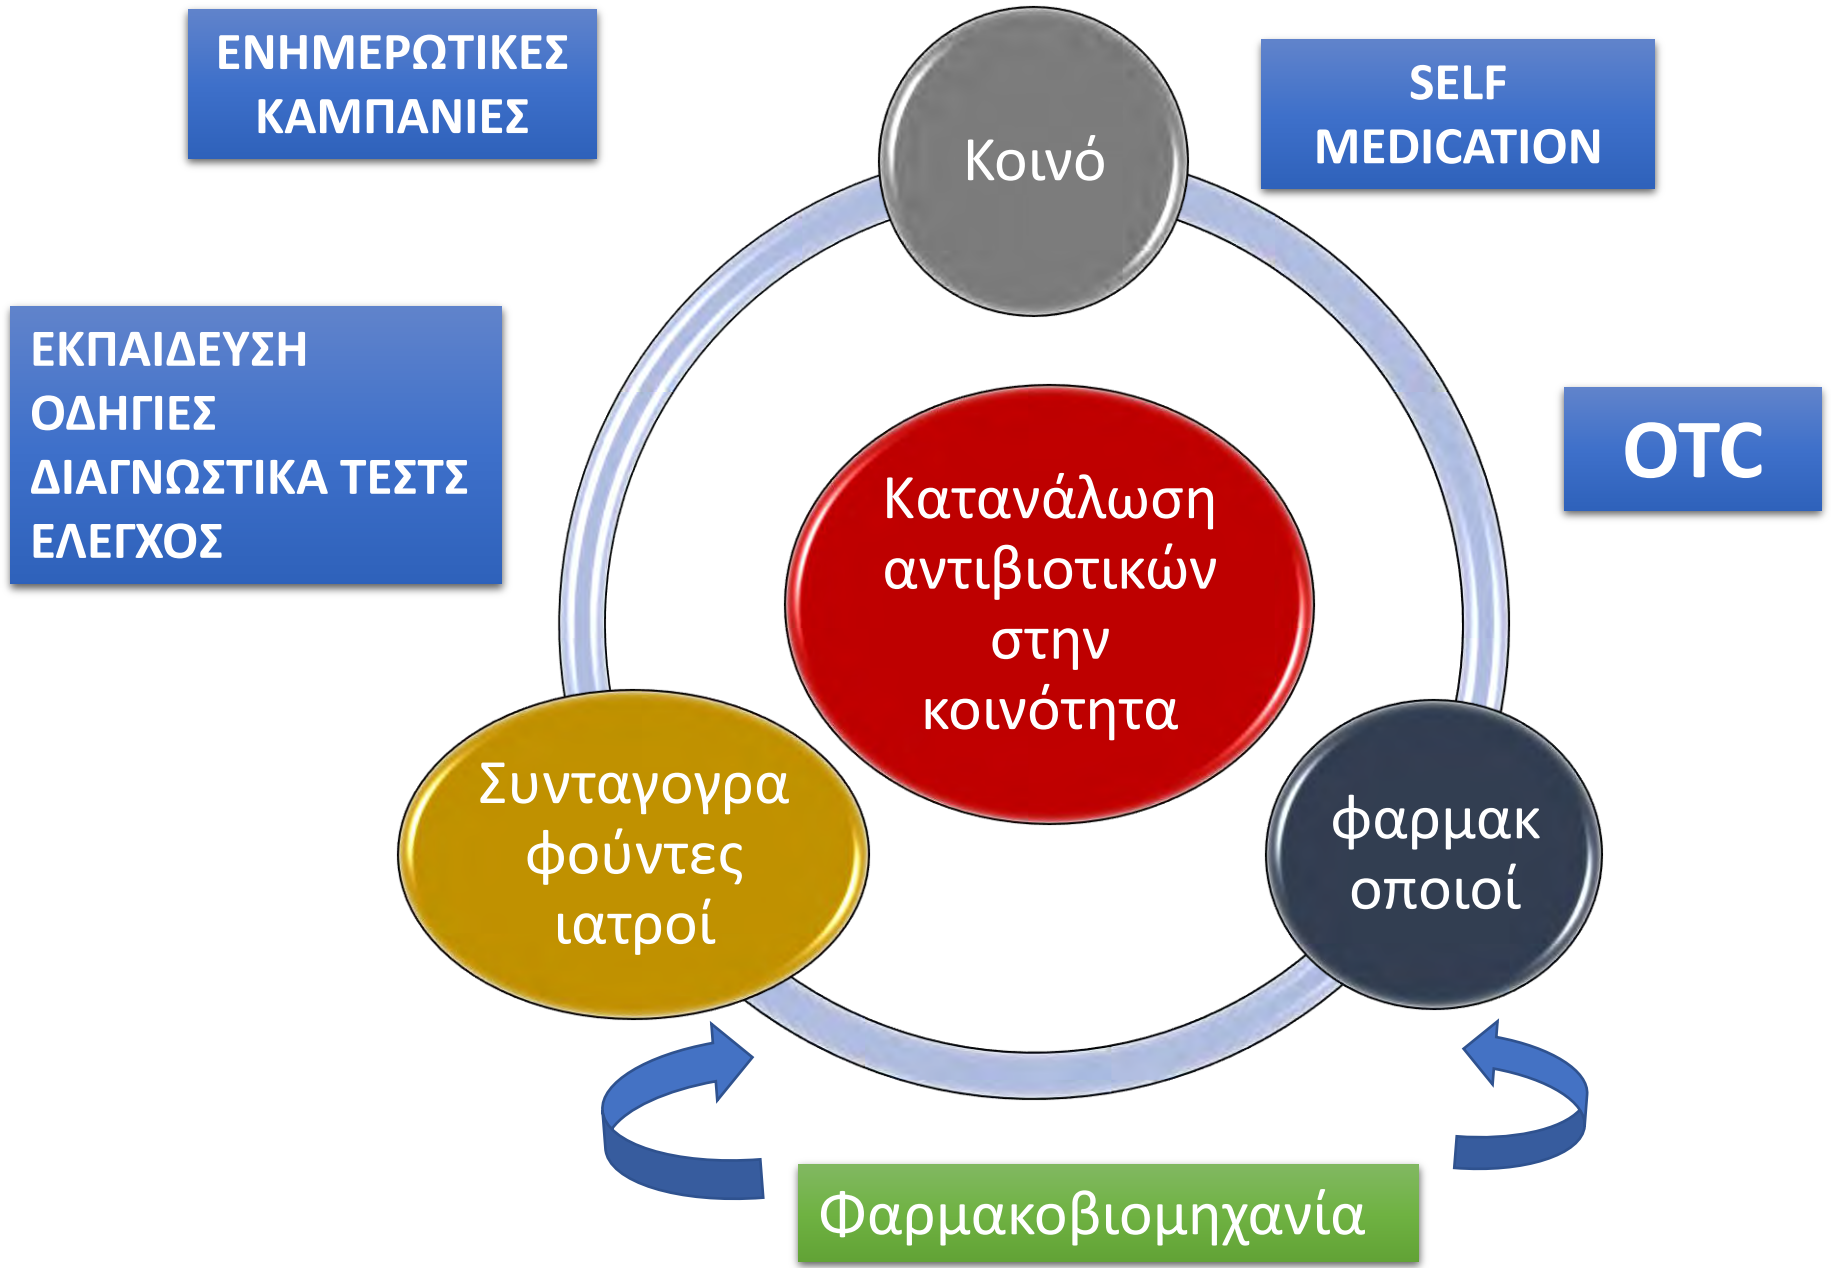 ΕΝΗΜΕΡΩΤΙΚΕΣ
ΚΑΜΠΑΝΙΕΣ
Κοινό
SELF
MEDICATION
ΕΚΠΑΙΔΕΥΣΗ
ΟΔΗΓΙΕΣ
ΔΙΑΓΝΩΣΤΙΚΑ ΤΕΣΤΣ
ΕΛΕΓΧΟΣ
OTC
Κατανάλωση
αντιβιοτικών
στην
κοινότητα
Συνταγογρα
φούντες
ιατροί
φαρμακ
οποιοί
Φαρμακοβιομηχανία